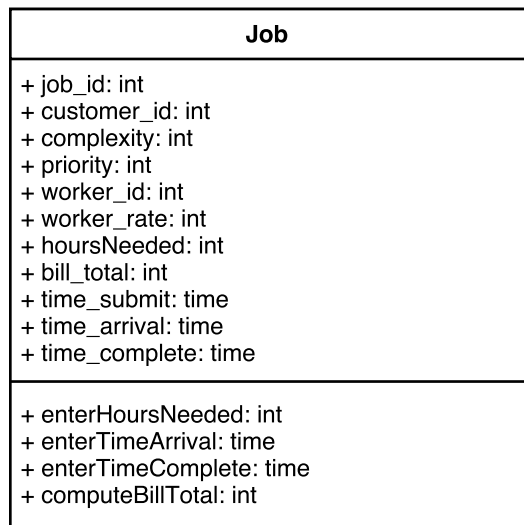 Job
+ job_id: int
+ customer_id: int
+ complexity: int
+ priority: int
+ worker_id: int
+ worker_rate: int
+ hoursNeeded: int
+ bill_total: int
+ time_submit: time
+ time_arrival: time
+ time_complete: time
+ enterHoursNeeded: int
+ enterTimeArrival: time
+ enterTimeComplete: time
+ computeBillTotal: int